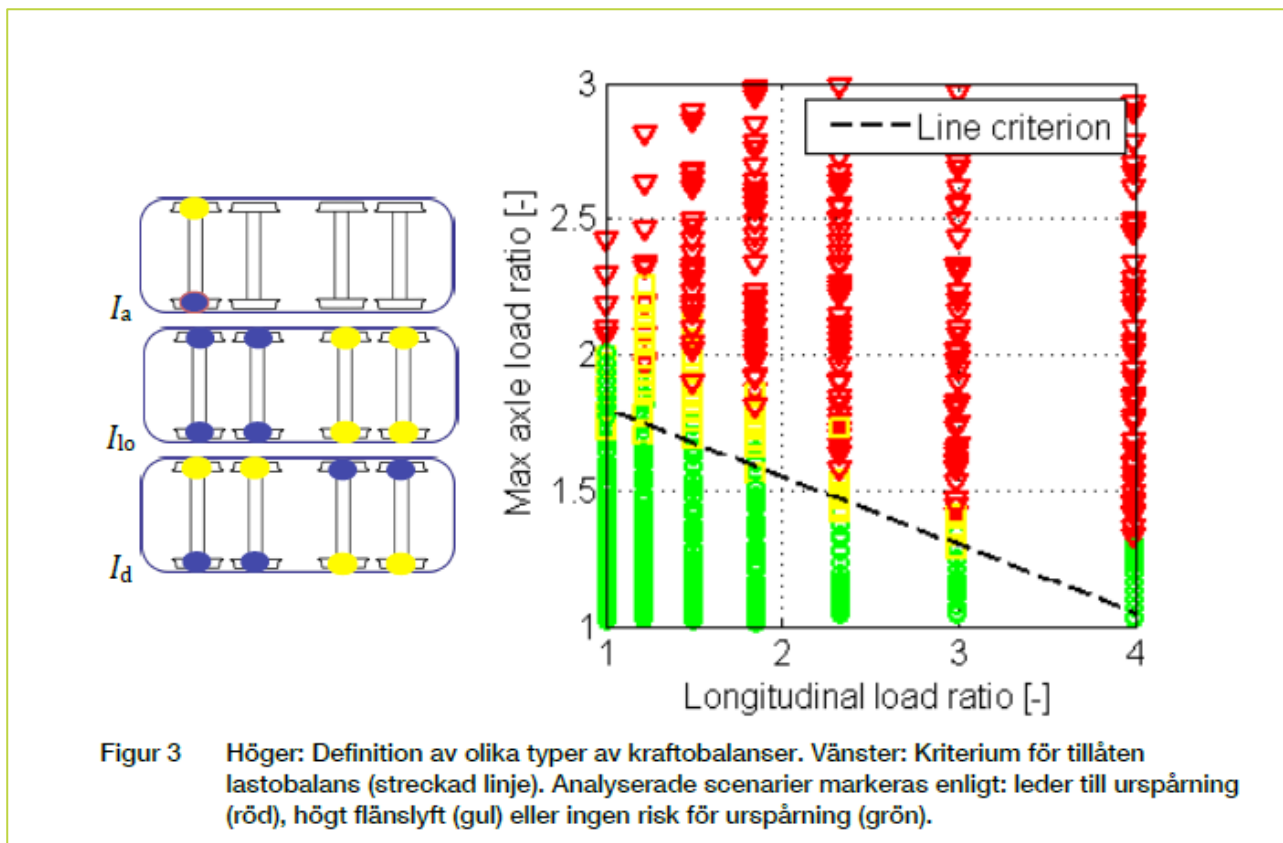 I_a
I_lo
I_d
Max axle load ratio [-]
3
2.5
2
1.5
1
Line criterion
1 2 3 4
Longitudinal load ratio [-]
Figur 3 Höger: Definition av olika typer av kraftobalanser. Vänster: Kriterium för tillåten
lastobalans (streckad linje). Analyserade scenarier markeras enligt: leder till urspårning
(röd), högt flänslyft (gul) eller ingen risk för urspårning (grön).